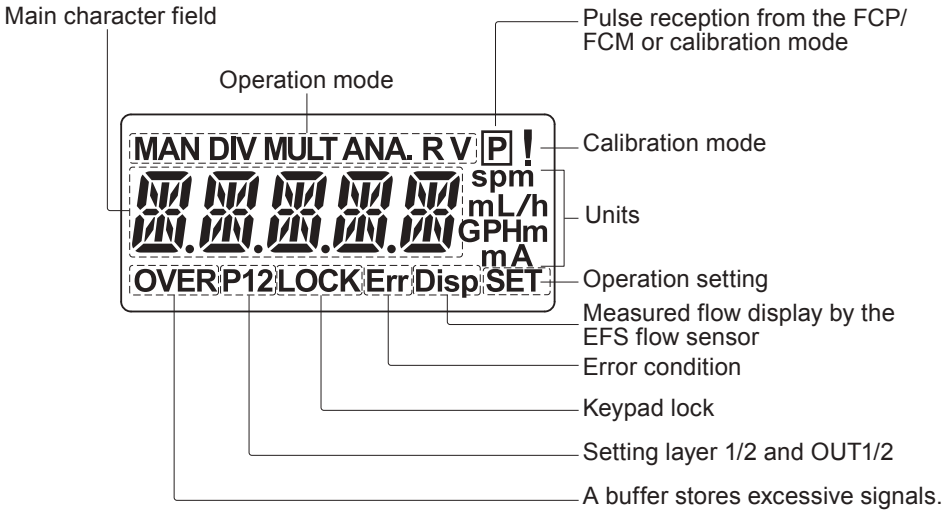 Main character field
Pulse reception from the FCP/
FCM or calibration mode
Operation mode
MAN DIV MULT ANA. R V P !
Calibration mode
spm
mL/h
Units
GPHm
mA
OVER P12 LOCK Err Disp SET
Operation setting
Measured flow display by the
EFS flow sensor
Error condition
Keypad lock
Setting layer 1/2 and OUT1/2
A buffer stores excessive signals.